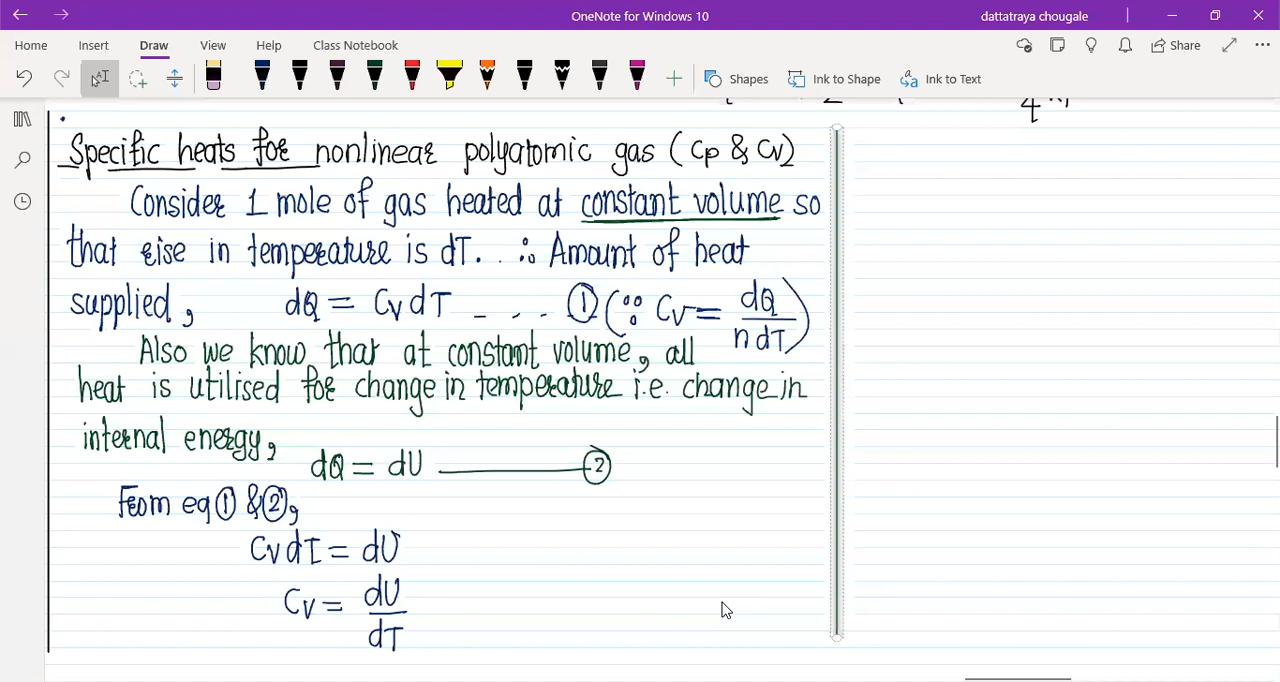 OneNote for Windows 10
dattatraya chougale
Home Insert Draw View Help Class Notebook
Share
Shapes Ink to Shape Ink to Text
Specific heats for nonlinear polyatomic gas (Cp & Cv)
Consider 1 mole of gas heated at constant volume so
that rise in temperature is dT. ∴ Amount of heat
supplied, dQ = Cv dT - . . . ① (∵ Cv = dQ / n dT)
Also we know that at constant volume, all
heat is utilised for change in temperature i.e. change in
internal energy,
dQ = dU ——— ②
From eq ① & ②,
Cv dT = dU
Cv = dU / dT